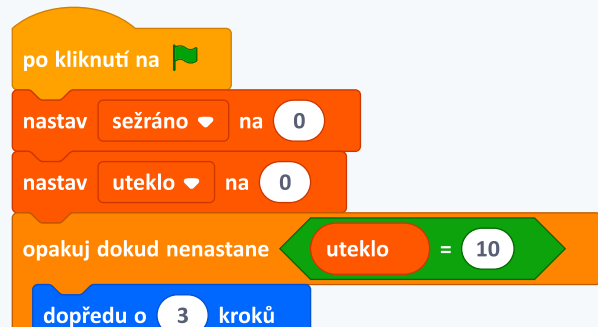 po kliknutí na
nastav sežráno na 0
nastav uteklo na 0
opakuj dokud nenastane uteklo = 10
dopředu o 3 kroků